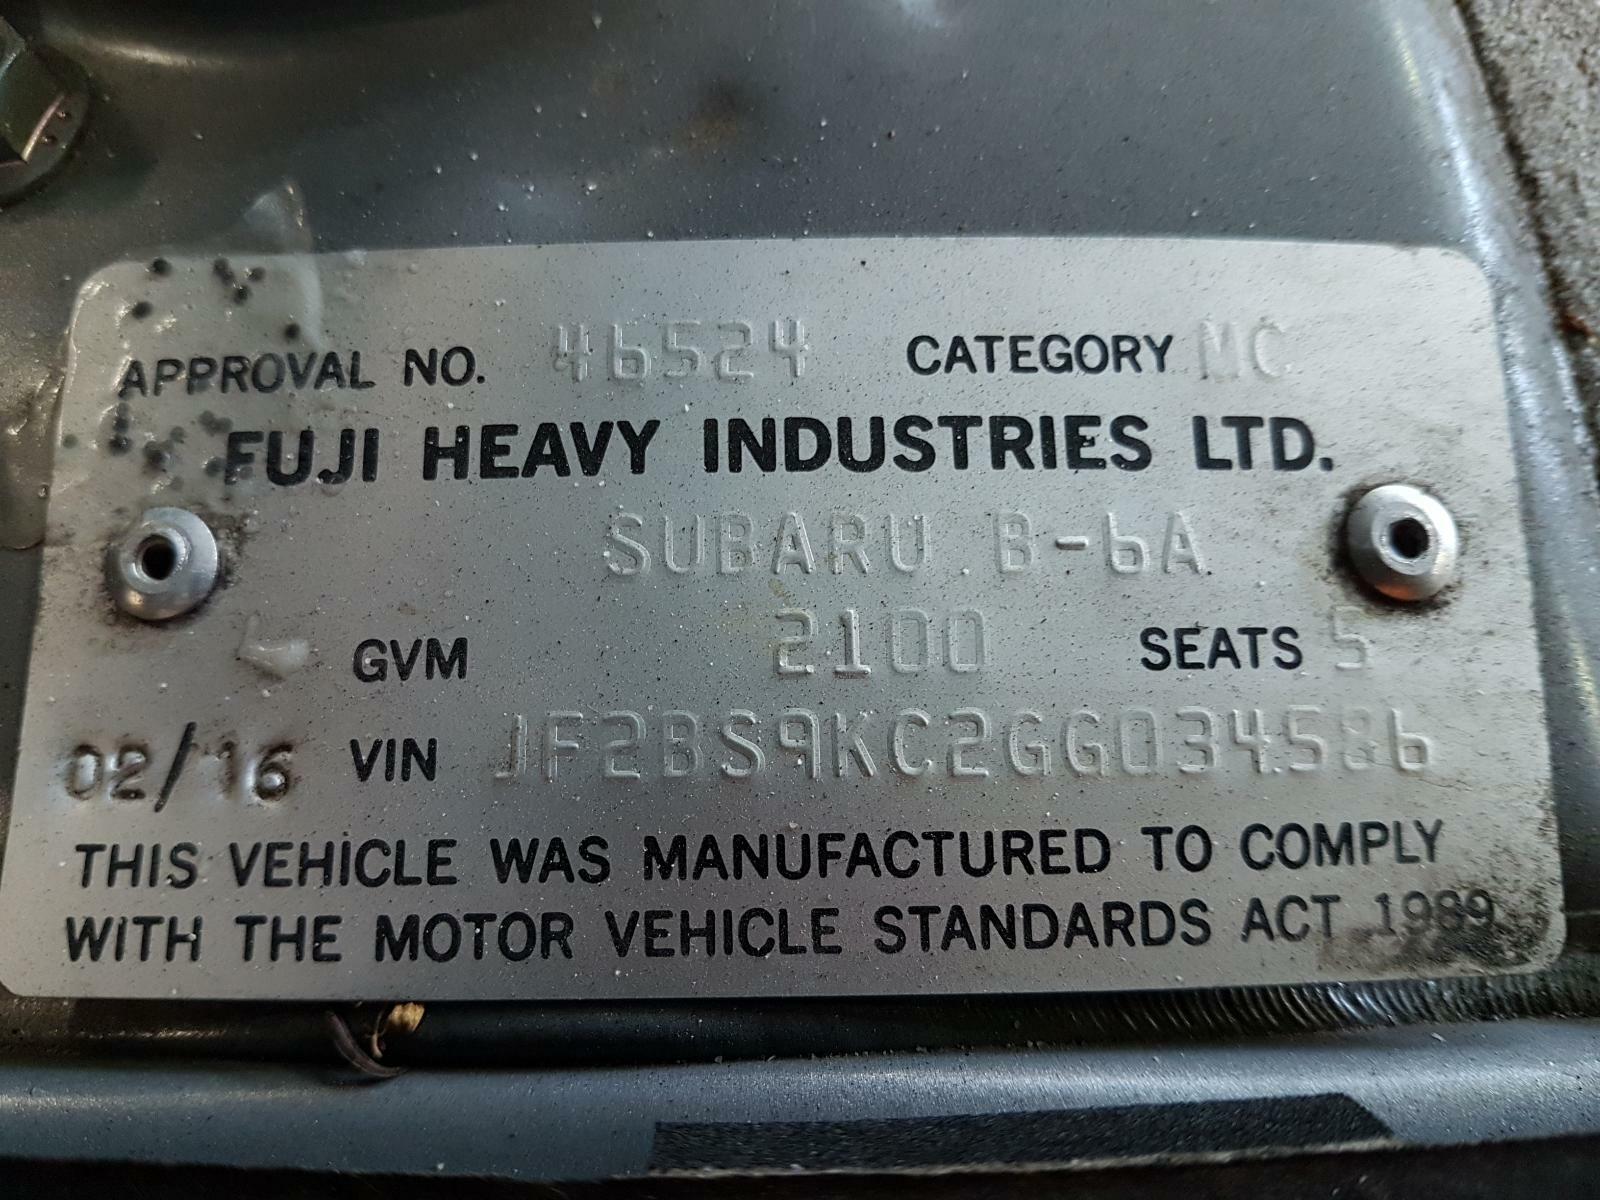 APPROVAL NO. 46524 CATEGORY MC
FUJI HEAVY INDUSTRIES LTD.
SUBARU B-6A
GVM 2100 SEATS 5
02/16 VIN JF2BS9KC2GG034586
THIS VEHICLE WAS MANUFACTURED TO COMPLY
WITH THE MOTOR VEHICLE STANDARDS ACT 1989